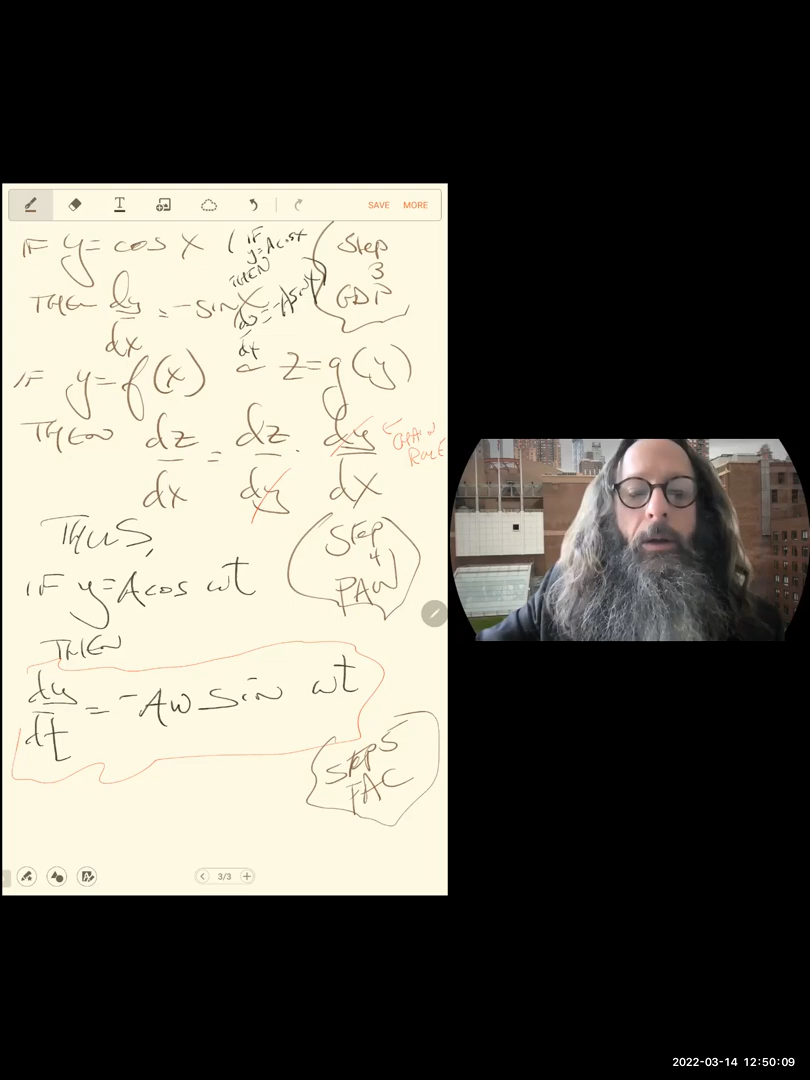 SAVE MORE
IF y = cos x (IF
y = A cos x
THEN
Step
3
GDP
THEN dy/dx = -sin x
= -A sin x
IF y = f(x) z = g(y)
THEN dz/dx = dz/dy · dy/dx
← CHAIN
RULE
THUS,
STEP
4
PAW
IF y = A cos ωt
THEN
dy/dt = -Aω sin ωt
STEP 5
FAC
3/3
2022-03-14 12:50:09